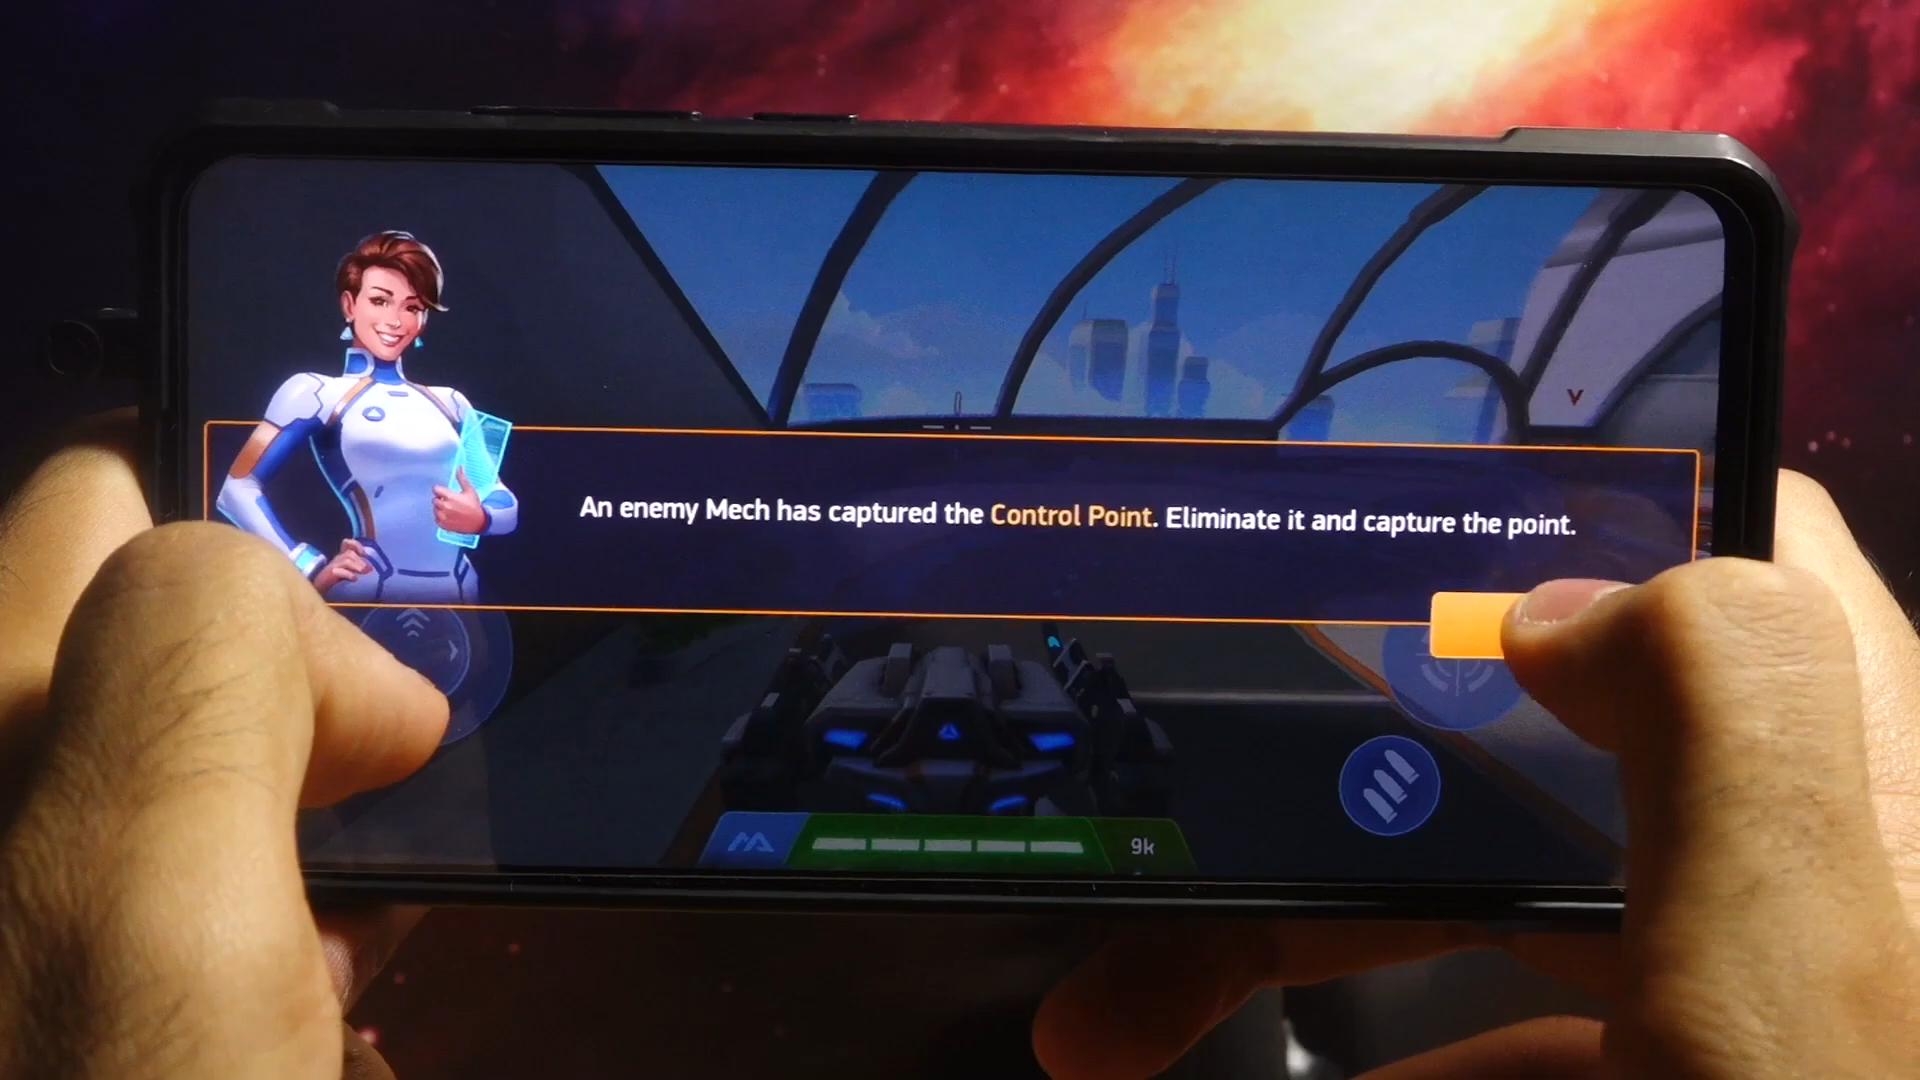 An enemy Mech has captured the Control Point. Eliminate it and capture the point.
9k